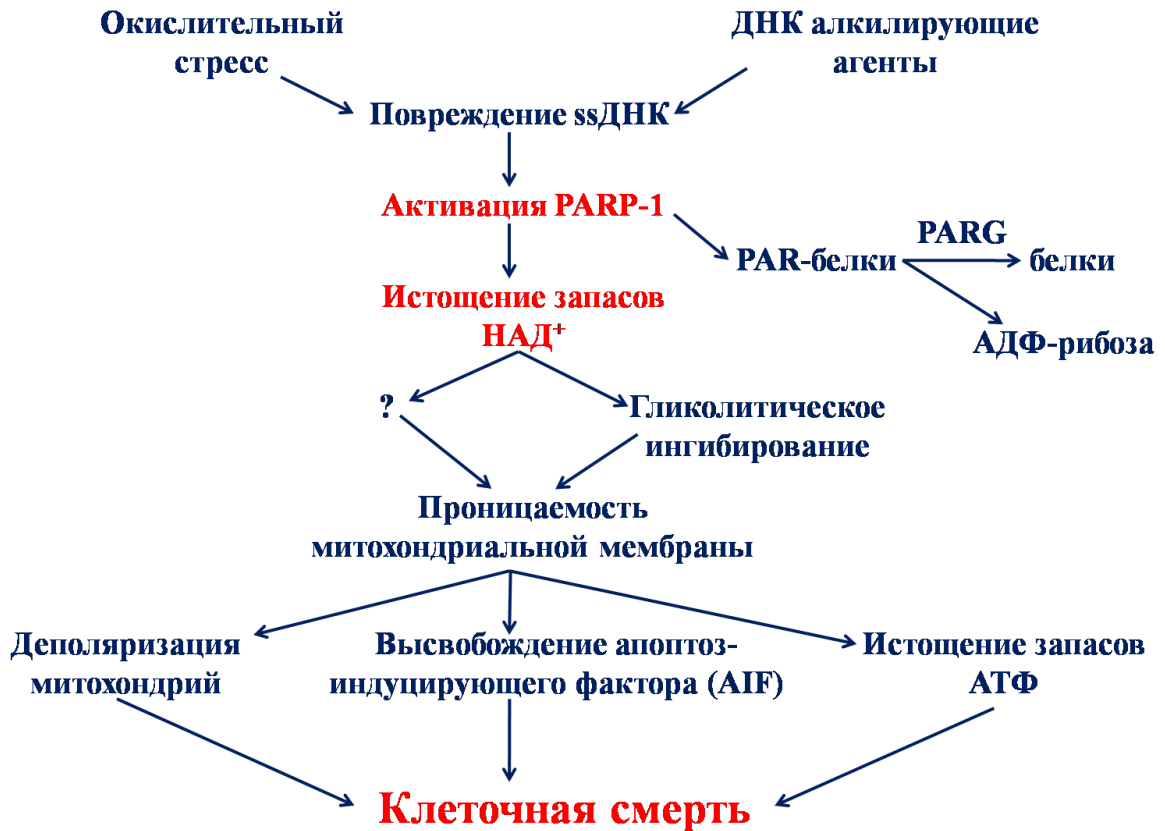 Окислительный
стресс
ДНК алкилирующие
агенты
Повреждение ssДНК
Активация PARP-1
PARG
PAR-белки
белки
Истощение запасов
НАД⁺
АДФ-рибоза
?
Гликолитическое
ингибирование
Проницаемость
митохондриальной мембраны
Деполяризация
митохондрий
Высвобождение апоптоз-
индуцирующего фактора (AIF)
Истощение запасов
АТФ
Клеточная смерть